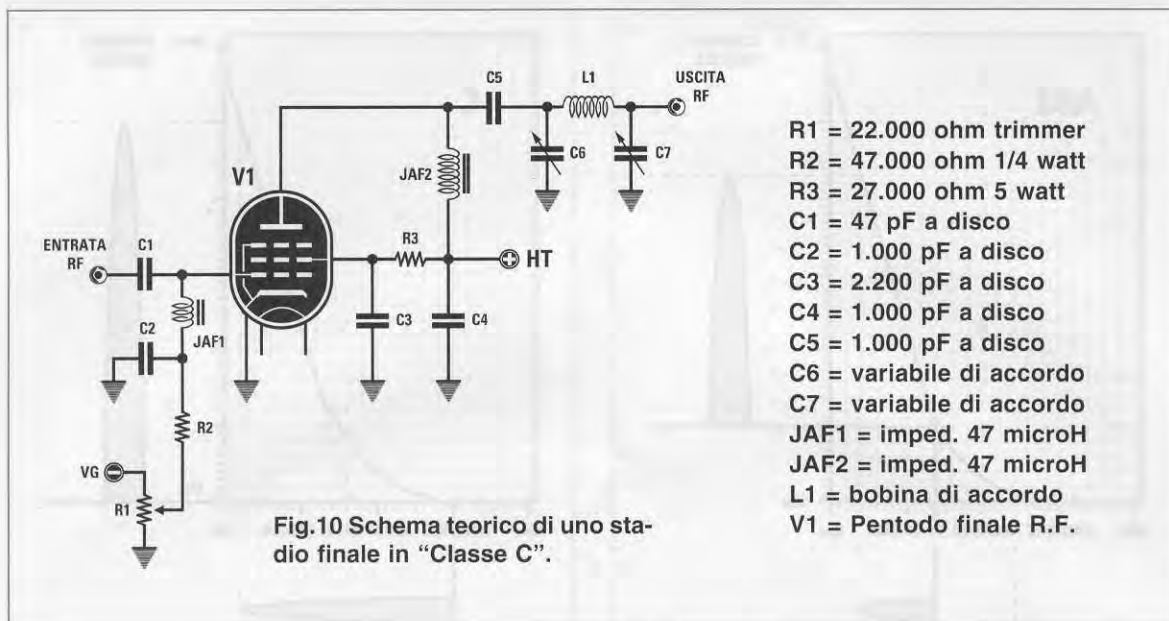 C5
L1
USCITA
RF
C6
C7
JAF2
V1
ENTRATA
RF
C1
R3
HT
C2
JAF1
C3
C4
R2
VG
R1
Fig.10 Schema teorico di uno sta-
dio finale in “Classe C”.
R1 = 22.000 ohm trimmer
R2 = 47.000 ohm 1/4 watt
R3 = 27.000 ohm 5 watt
C1 = 47 pF a disco
C2 = 1.000 pF a disco
C3 = 2.200 pF a disco
C4 = 1.000 pF a disco
C5 = 1.000 pF a disco
C6 = variabile di accordo
C7 = variabile di accordo
JAF1 = imped. 47 microH
JAF2 = imped. 47 microH
L1 = bobina di accordo
V1 = Pentodo finale R.F.